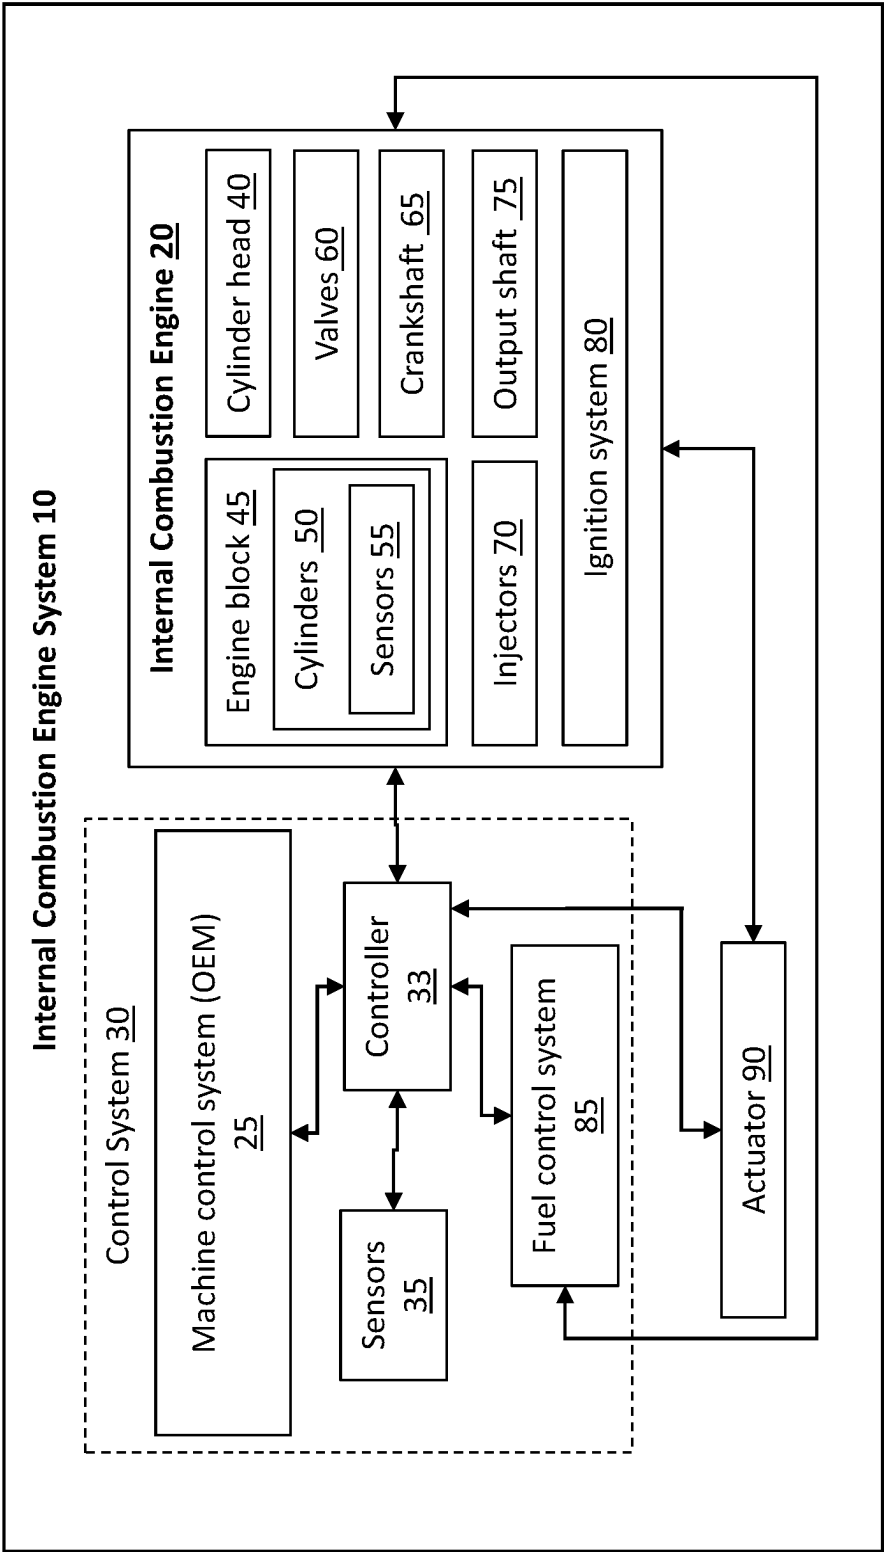 Internal Combustion Engine System 10
Control System 30
Machine control system (OEM)
25
Sensors
35
Controller
33
Fuel control system
85
Actuator 90
Internal Combustion Engine 20
Engine block 45
Cylinders 50
Sensors 55
Cylinder head 40
Valves 60
Crankshaft 65
Injectors 70
Output shaft 75
Ignition system 80